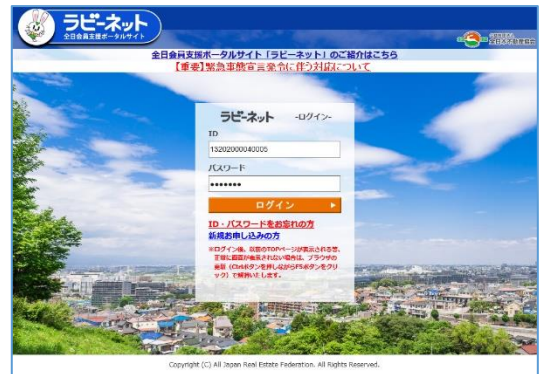 ラビーネット
全日会員支援ポータルサイト
全日本不動産協会
全日会員支援ポータルサイト「ラビーネット」のご紹介はこちら
【重要】緊急事態宣言発令に伴う対応について
ラビーネット -ログイン-
ID
13202000040005
パスワード
•••••••
ログイン
ID・パスワードをお忘れの方
新規お申し込みの方
※ログイン後、以前のTOPページが表示される等、
正常に画面が表示されない場合は、ブラウザの
更新（Ctrlボタンを押しながらF5ボタンをクリ
ック）で解消いたします。
Copyright (C) All Japan Real Estate Federation. All Rights Reserved.